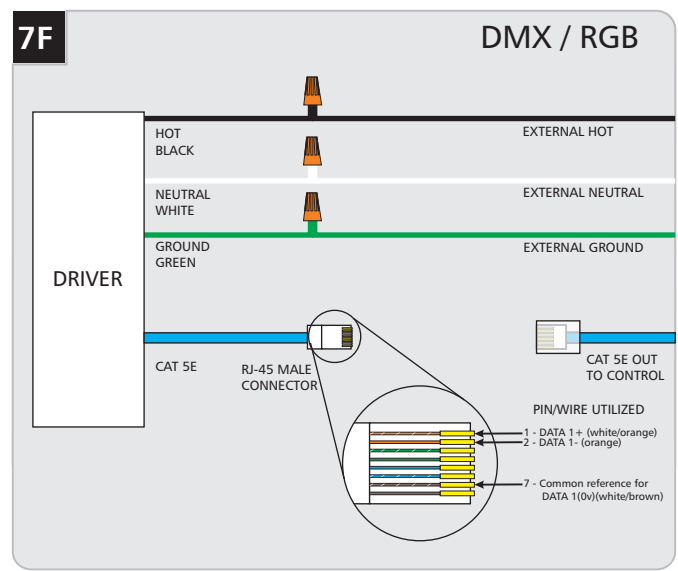 7F
DMX / RGB
HOT
BLACK
EXTERNAL HOT
NEUTRAL
WHITE
EXTERNAL NEUTRAL
GROUND
GREEN
EXTERNAL GROUND
DRIVER
CAT 5E
RJ-45 MALE
CONNECTOR
CAT 5E OUT
TO CONTROL
PIN/WIRE UTILIZED
1 - DATA 1+ (white/orange)
2 - DATA 1- (orange)
7 - Common reference for
DATA 1(0v)(white/brown)